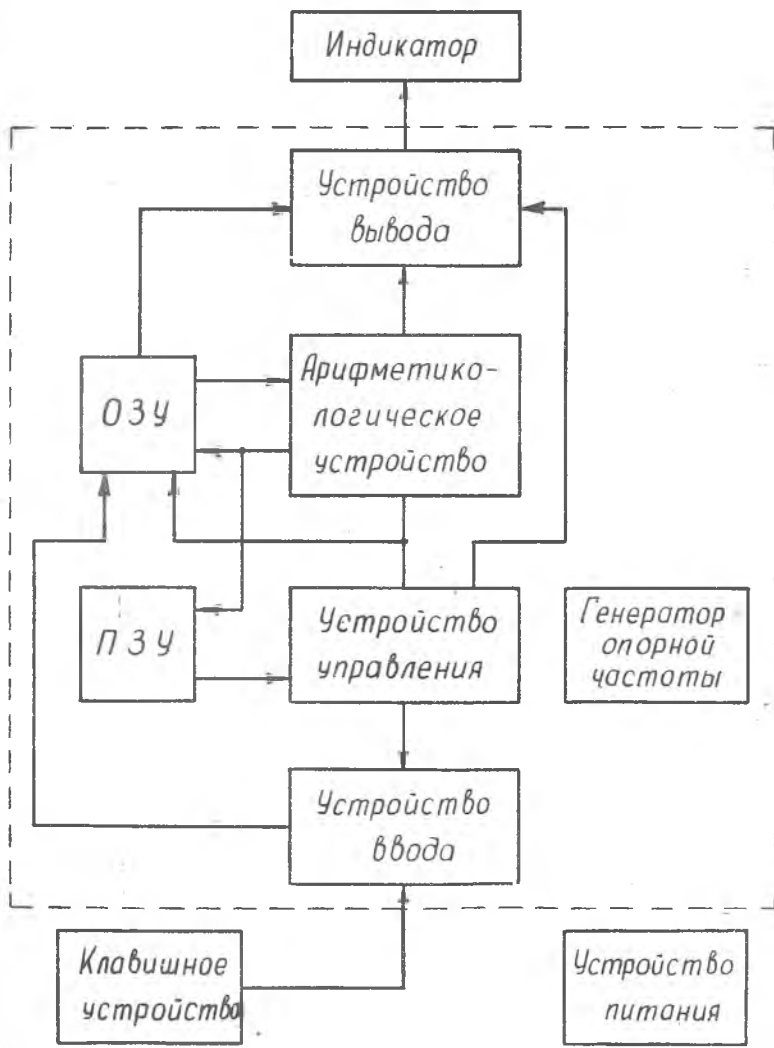 Индикатор
Устройство
вывода
Арифметико-
логическое
устройство
ОЗУ
ПЗУ
Устройство
управления
Генератор
опорной
частоты
Устройство
ввода
Клавишное
устройство
Устройство
питания